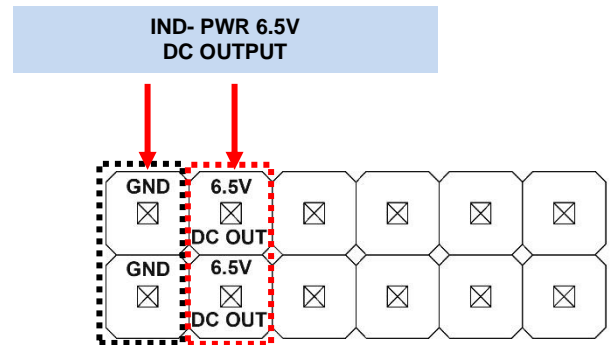 IND- PWR 6.5V
DC OUTPUT
GND 6.5V
DC OUT
GND 6.5V
DC OUT